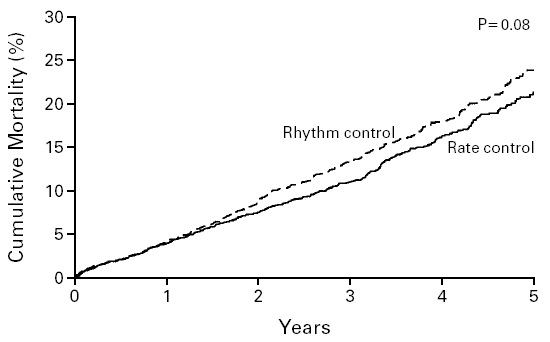 30
P=0.08
25
20
Rhythm control
15
Rate control
10
5
0
0 1 2 3 4 5
Years
Cumulative Mortality (%)